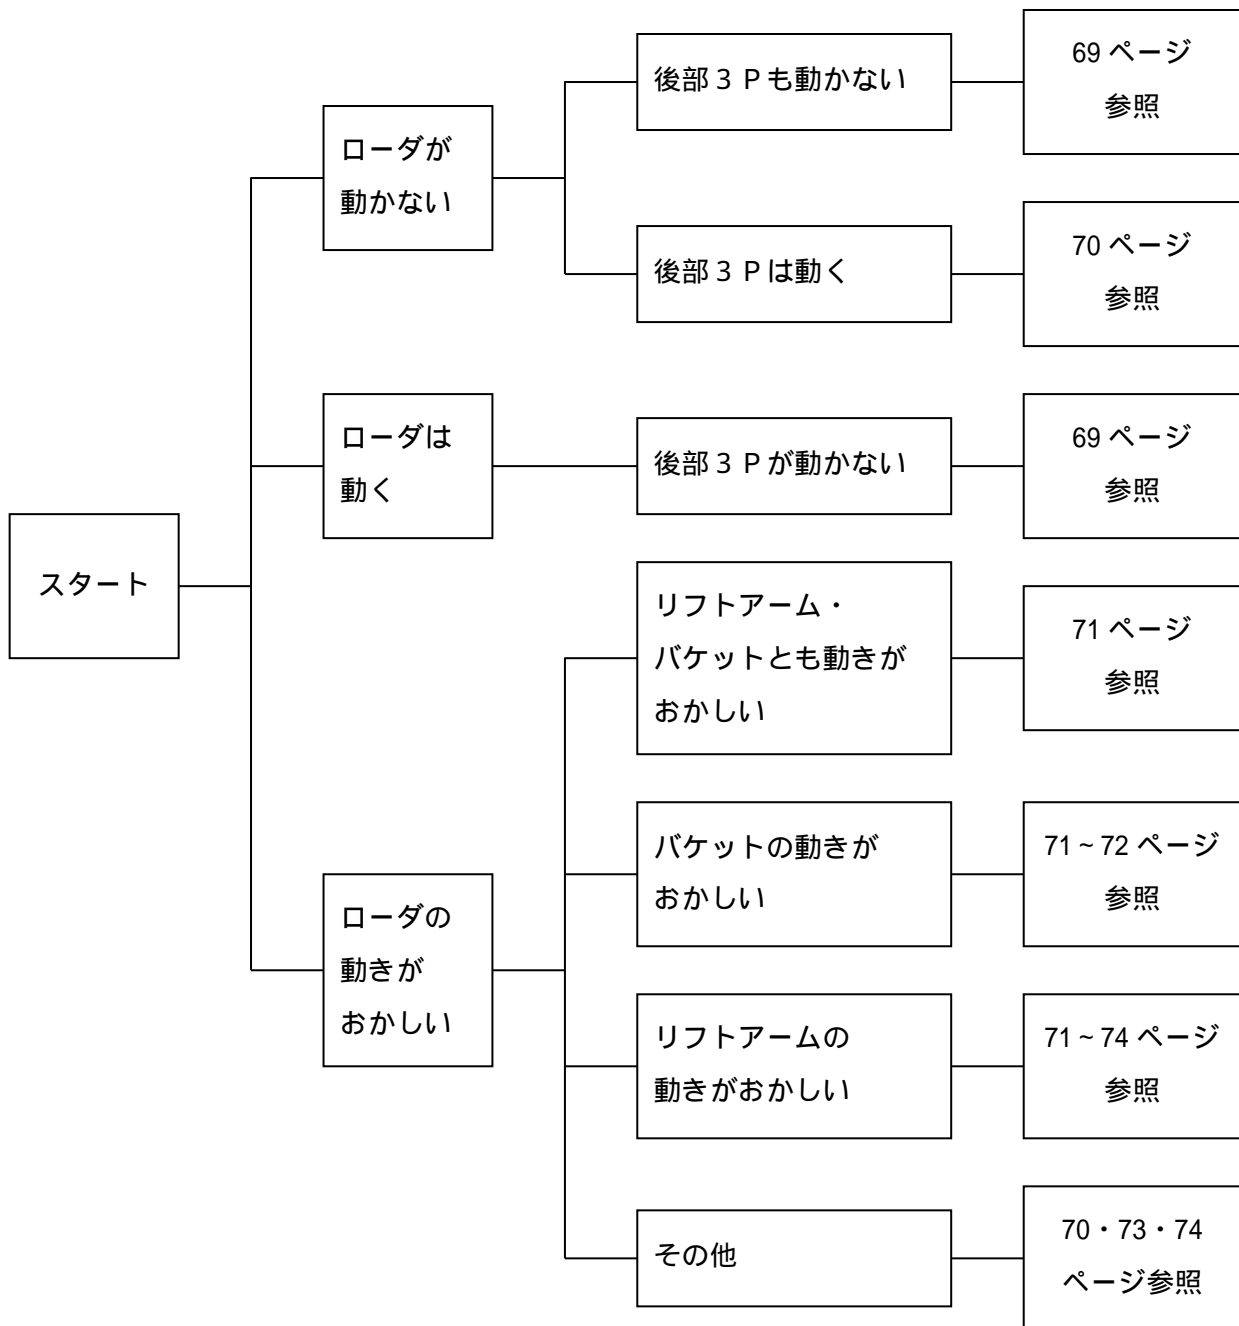 スタート
ローダが
動かない
後部３Ｐも動かない
69 ページ
参照
後部３Ｐは動く
70 ページ
参照
ローダは
動く
後部３Ｐが動かない
69 ページ
参照
ローダの
動きが
おかしい
リフトアーム・
バケットとも動きが
おかしい
71 ページ
参照
バケットの動きが
おかしい
71 ~ 72 ページ
参照
リフトアームの
動きがおかしい
71 ~ 74 ページ
参照
その他
70・73・74
ページ参照